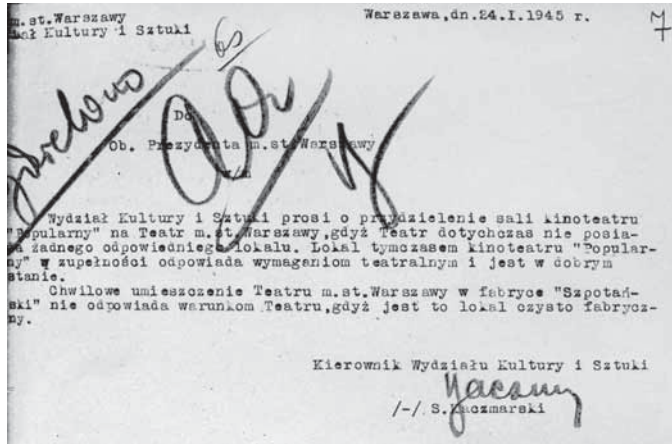 m.st.Warszawy
Warszawa,dn.24.I.1945 r.
7
ał Kultury i Sztuki
65
Do
Ob. Prezydenta m.st.Warszawy
w/m
Wydział Kultury i Sztuki prosi o przydzielenie sali kinoteatru
"Popularny" na Teatr m.st.Warszawy,gdyż Teatr dotychczas nie posia-
a żadnego odpowiedniego lokalu. Lokal tymczasem kinoteatru "Popular-
ny" w zupełności odpowiada wymaganiom teatralnym i jest w dobrym
stanie.
Chwilowe umieszczenie Teatru m.st.Warszawy w fabryce "Szpotań-
ski" nie odpowiada warunkom Teatru,gdyż jest to lokal czysto fabrycz-
ny.
Kierownik Wydziału Kultury i Sztuki
/-/ S.Kaczmarski